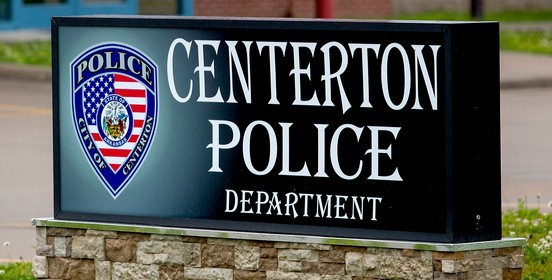 CENTERTON
POLICE
DEPARTMENT
POLICE
CITY OF
CENTERTON